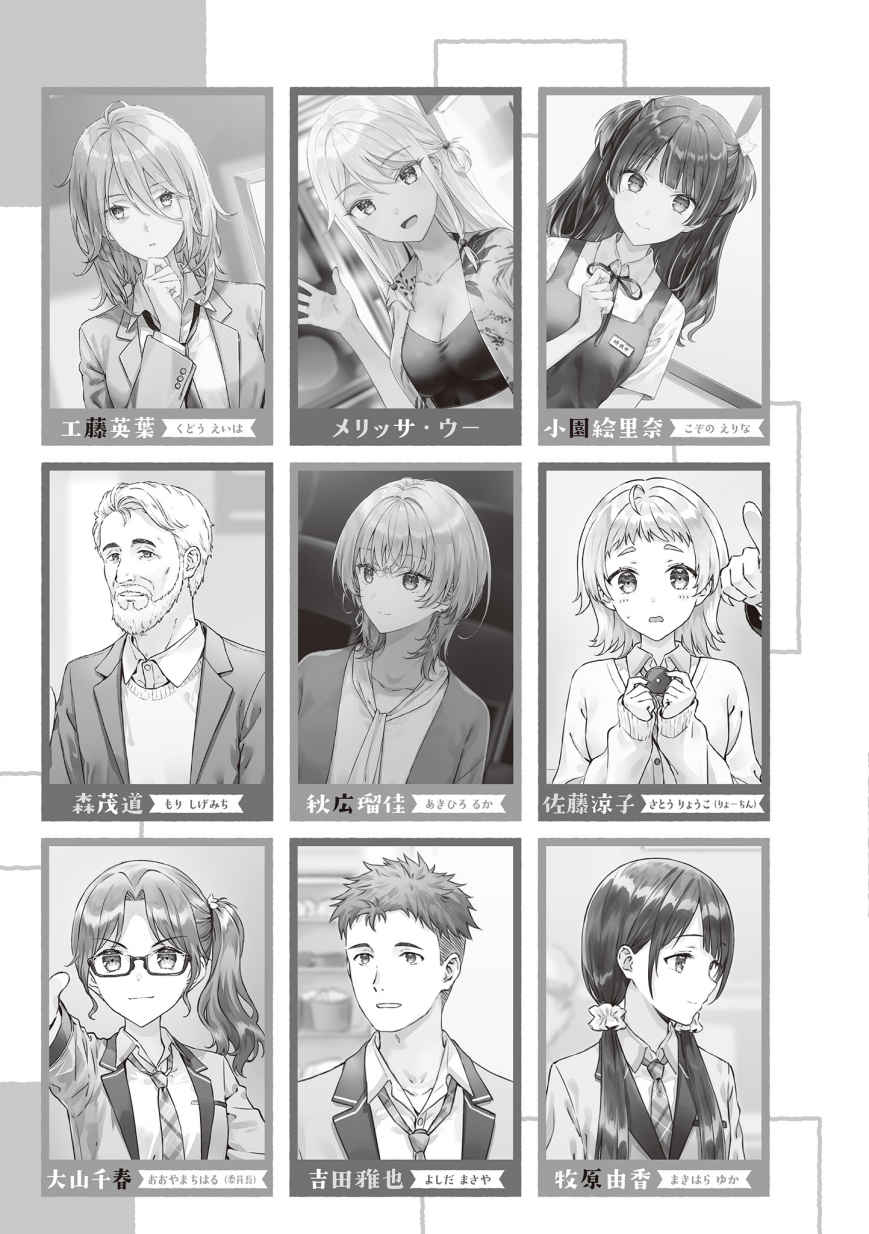 工藤英葉 くどう えいは
メリッサ・ウー
小園絵里奈 こぞの えりな
森茂道 もり しげみち
秋広瑠佳 あきひろ るか
佐藤涼子 さとう りょうこ(りょーちん)
大山千春 おおやま ちはる(委員長)
吉田雅也 よしだ まさや
牧原由香 まきはら ゆか